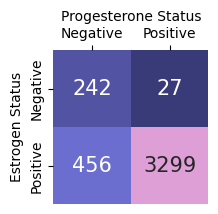 Progesterone Status
Negative Positive
Estrogen Status
Negative 242 27
Positive 456 3299